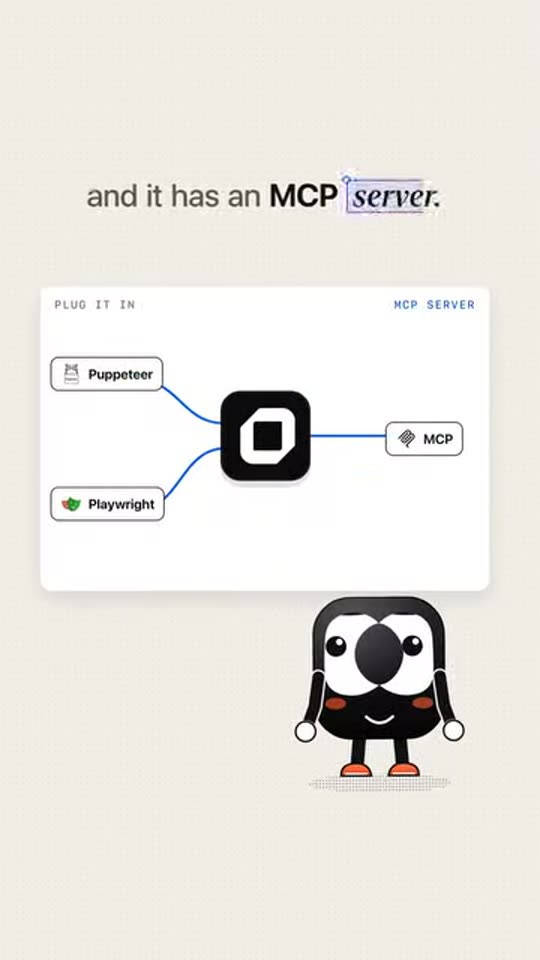 and it has an MCP server.
PLUG IT IN
MCP SERVER
Puppeteer
MCP
Playwright